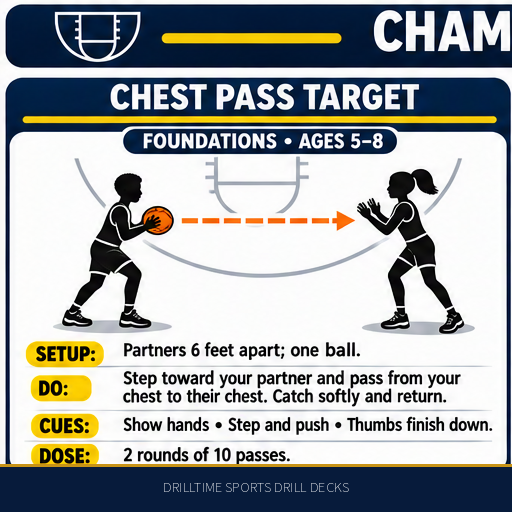 CHAM
CHEST PASS TARGET
FOUNDATIONS • AGES 5–8
SETUP: Partners 6 feet apart; one ball.
DO: Step toward your partner and pass from your
chest to their chest. Catch softly and return.
CUES: Show hands • Step and push • Thumbs finish down.
DOSE: 2 rounds of 10 passes.
DRILLTIME SPORTS DRILL DECKS